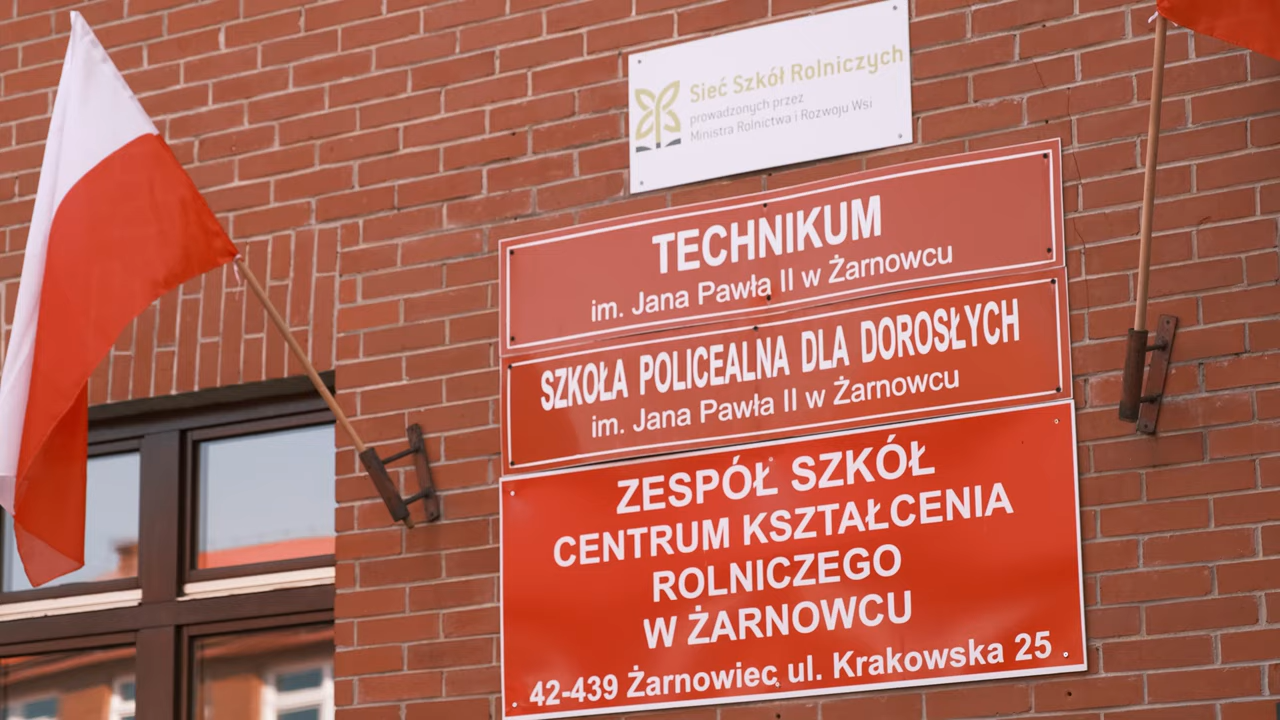 Sieć Szkół Rolniczych
prowadzonych przez
Ministra Rolnictwa i Rozwoju Wsi
TECHNIKUM
im. Jana Pawła II w Żarnowcu
SZKOŁA POLICEALNA DLA DOROSŁYCH
im. Jana Pawła II w Żarnowcu
ZESPÓŁ SZKÓŁ
CENTRUM KSZTAŁCENIA
ROLNICZEGO
W ŻARNOWCU
42-439 Żarnowiec ul. Krakowska 25